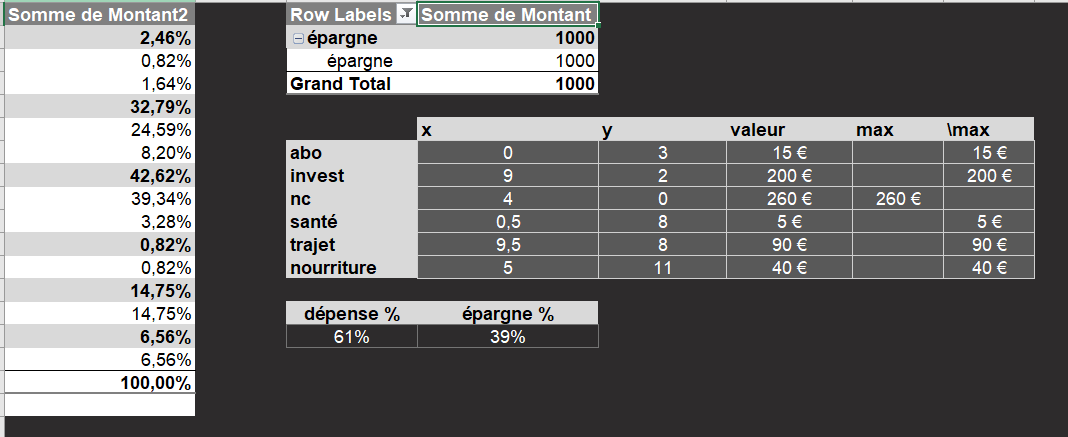 Somme de Montant2 Row Labels Somme de Montant
2,46% épargne 1000
0,82% épargne 1000
1,64% Grand Total 1000
32,79%
24,59% x y valeur max \max
8,20% abo 0 3 15 € 15 €
42,62% invest 9 2 200 € 200 €
39,34% nc 4 0 260 € 260 €
3,28% santé 0,5 8 5 € 5 €
0,82% trajet 9,5 8 90 € 90 €
0,82% nourriture 5 11 40 € 40 €
14,75%
14,75% dépense % épargne %
6,56% 61% 39%
6,56%
100,00%